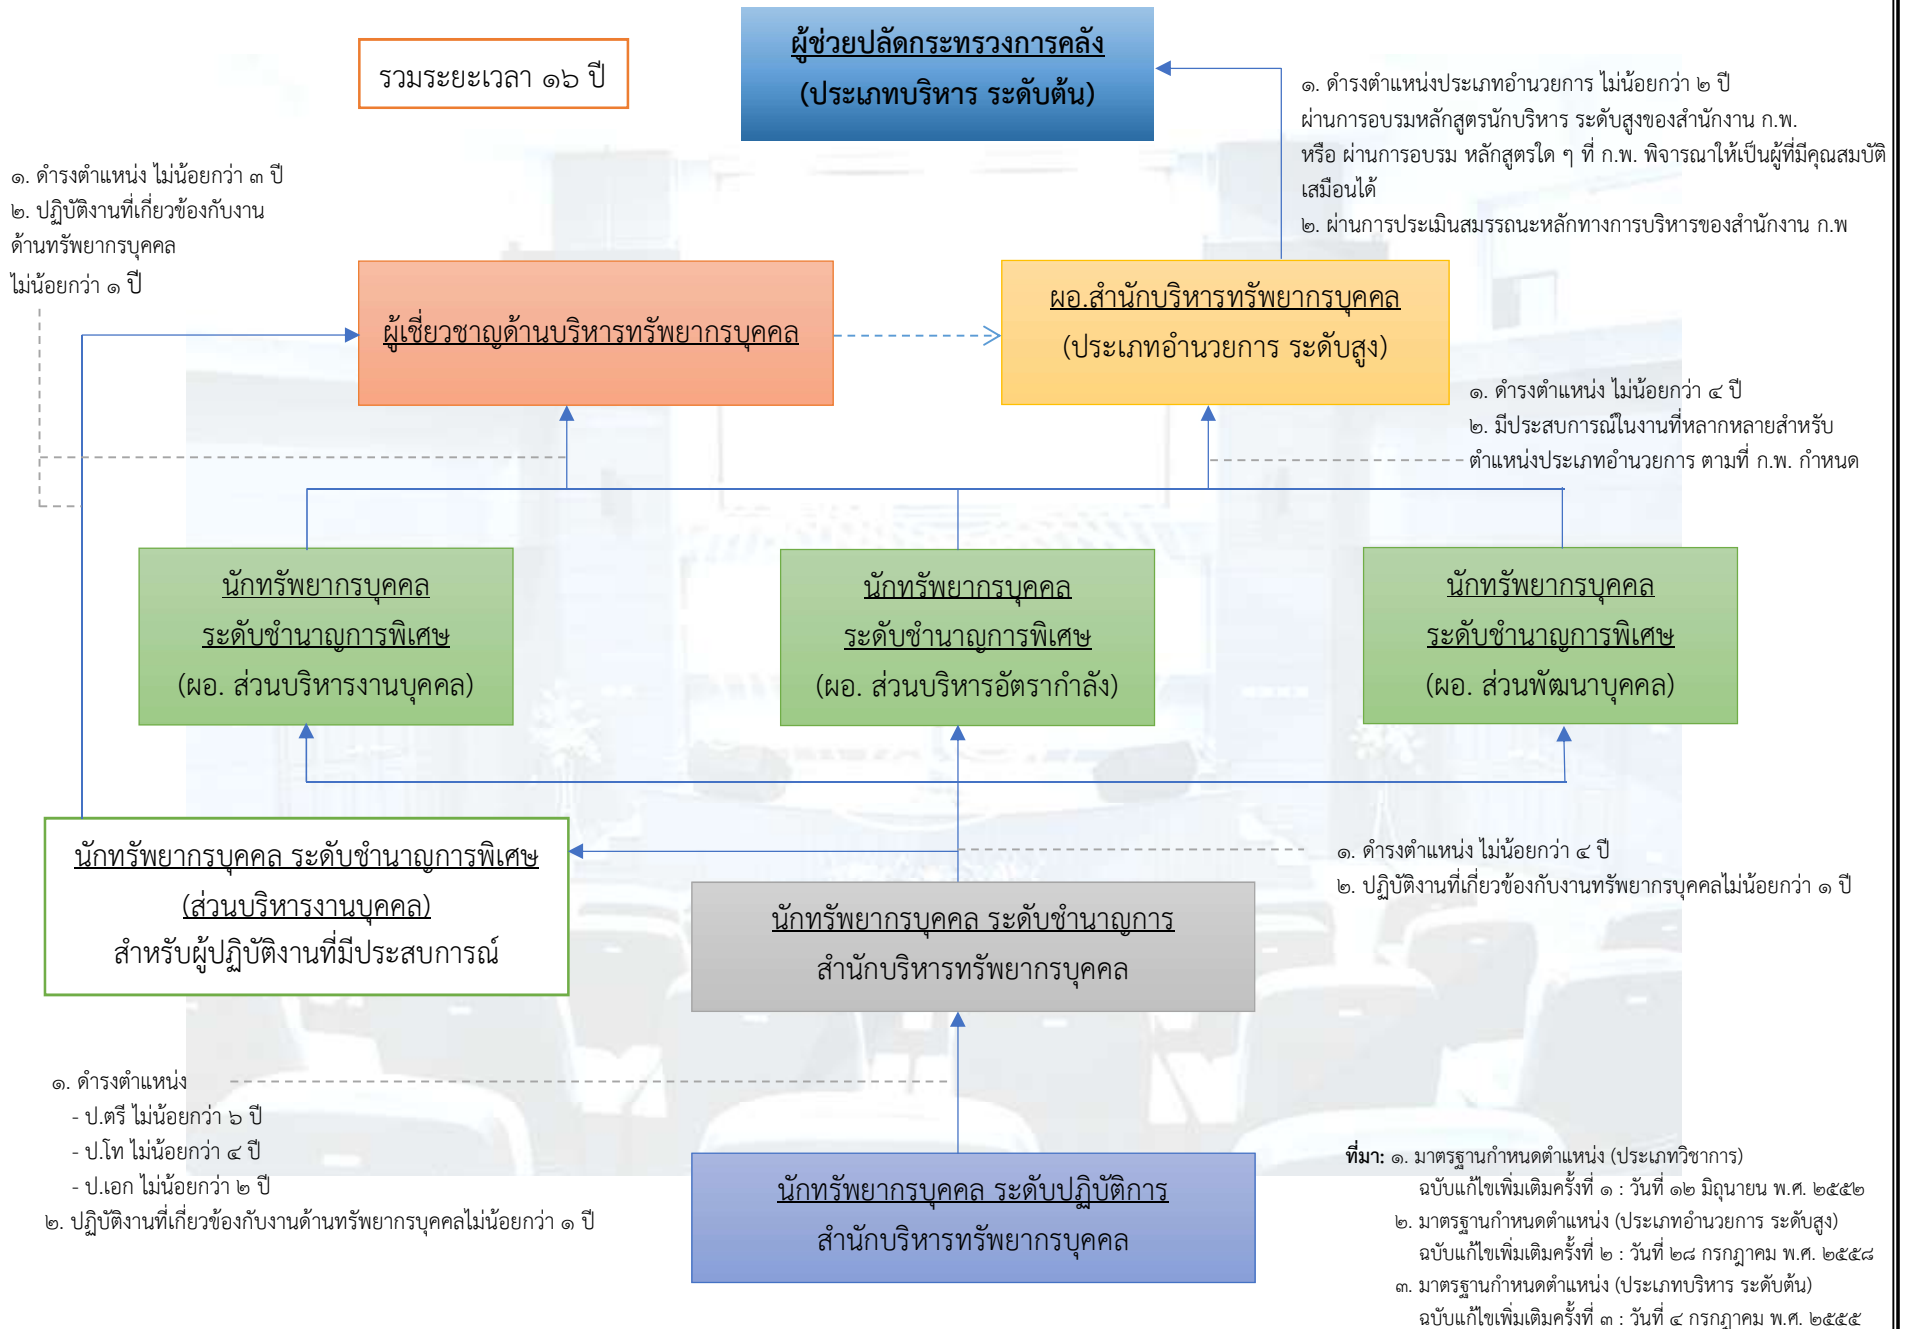 ผู้ช่วยปลัดกระทรวงการคลัง
(ประเภทบริหาร ระดับต้น)
รวมระยะเวลา ๑๖ ปี
๑. ดำรงตำแหน่งประเภทอำนวยการ ไม่น้อยกว่า ๒ ปี
ผ่านการอบรมหลักสูตรนักบริหาร ระดับสูงของสำนักงาน ก.พ.
หรือ ผ่านการอบรม หลักสูตรใด ๆ ที่ ก.พ. พิจารณาให้เป็นผู้ที่มีคุณสมบัติ
เสมือนได้
๒. ผ่านการประเมินสมรรถนะหลักทางการบริหารของสำนักงาน ก.พ
๑. ดำรงตำแหน่ง ไม่น้อยกว่า ๓ ปี
๒. ปฏิบัติงานที่เกี่ยวข้องกับงาน
ด้านทรัพยากรบุคคล
ไม่น้อยกว่า ๑ ปี
ผู้เชี่ยวชาญด้านบริหารทรัพยากรบุคคล
ผอ.สำนักบริหารทรัพยากรบุคคล
(ประเภทอำนวยการ ระดับสูง)
๑. ดำรงตำแหน่ง ไม่น้อยกว่า ๔ ปี
๒. มีประสบการณ์ในงานที่หลากหลายสำหรับ
ตำแหน่งประเภทอำนวยการ ตามที่ ก.พ. กำหนด
นักทรัพยากรบุคคล
ระดับชำนาญการพิเศษ
(ผอ. ส่วนบริหารงานบุคคล)
นักทรัพยากรบุคคล
ระดับชำนาญการพิเศษ
(ผอ. ส่วนบริหารอัตรากำลัง)
นักทรัพยากรบุคคล
ระดับชำนาญการพิเศษ
(ผอ. ส่วนพัฒนาบุคคล)
นักทรัพยากรบุคคล ระดับชำนาญการพิเศษ
(ส่วนบริหารงานบุคคล)
สำหรับผู้ปฏิบัติงานที่มีประสบการณ์
๑. ดำรงตำแหน่ง ไม่น้อยกว่า ๔ ปี
๒. ปฏิบัติงานที่เกี่ยวข้องกับงานทรัพยากรบุคคลไม่น้อยกว่า ๑ ปี
นักทรัพยากรบุคคล ระดับชำนาญการ
สำนักบริหารทรัพยากรบุคคล
๑. ดำรงตำแหน่ง
- ป.ตรี ไม่น้อยกว่า ๖ ปี
- ป.โท ไม่น้อยกว่า ๔ ปี
- ป.เอก ไม่น้อยกว่า ๒ ปี
๒. ปฏิบัติงานที่เกี่ยวข้องกับงานด้านทรัพยากรบุคคลไม่น้อยกว่า ๑ ปี
นักทรัพยากรบุคคล ระดับปฏิบัติการ
สำนักบริหารทรัพยากรบุคคล
ที่มา: ๑. มาตรฐานกำหนดตำแหน่ง (ประเภทวิชาการ)
ฉบับแก้ไขเพิ่มเติมครั้งที่ ๑ : วันที่ ๑๒ มิถุนายน พ.ศ. ๒๕๕๒
๒. มาตรฐานกำหนดตำแหน่ง (ประเภทอำนวยการ ระดับสูง)
ฉบับแก้ไขเพิ่มเติมครั้งที่ ๒ : วันที่ ๒๘ กรกฎาคม พ.ศ. ๒๕๕๘
๓. มาตรฐานกำหนดตำแหน่ง (ประเภทบริหาร ระดับต้น)
ฉบับแก้ไขเพิ่มเติมครั้งที่ ๓ : วันที่ ๔ กรกฎาคม พ.ศ. ๒๕๕๕